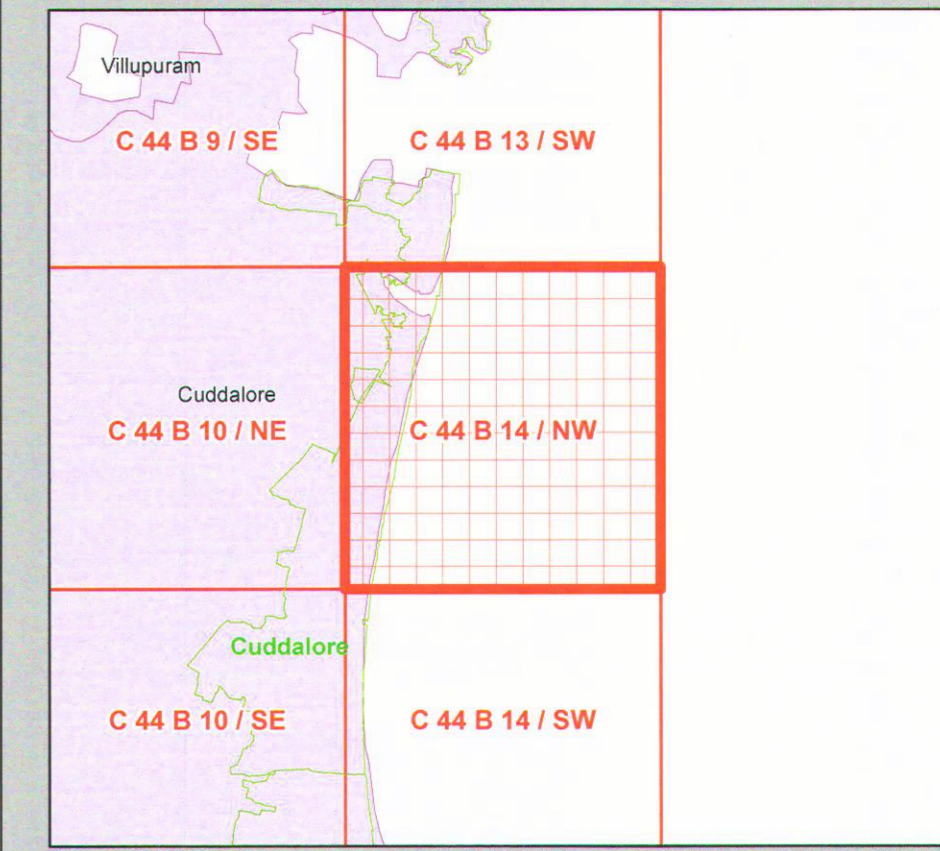 Villupuram
C 44 B 9 / SE
C 44 B 13 / SW
Cuddalore
C 44 B 10 / NE
C 44 B 14 / NW
Cuddalore
C 44 B 10 / SE
C 44 B 14 / SW